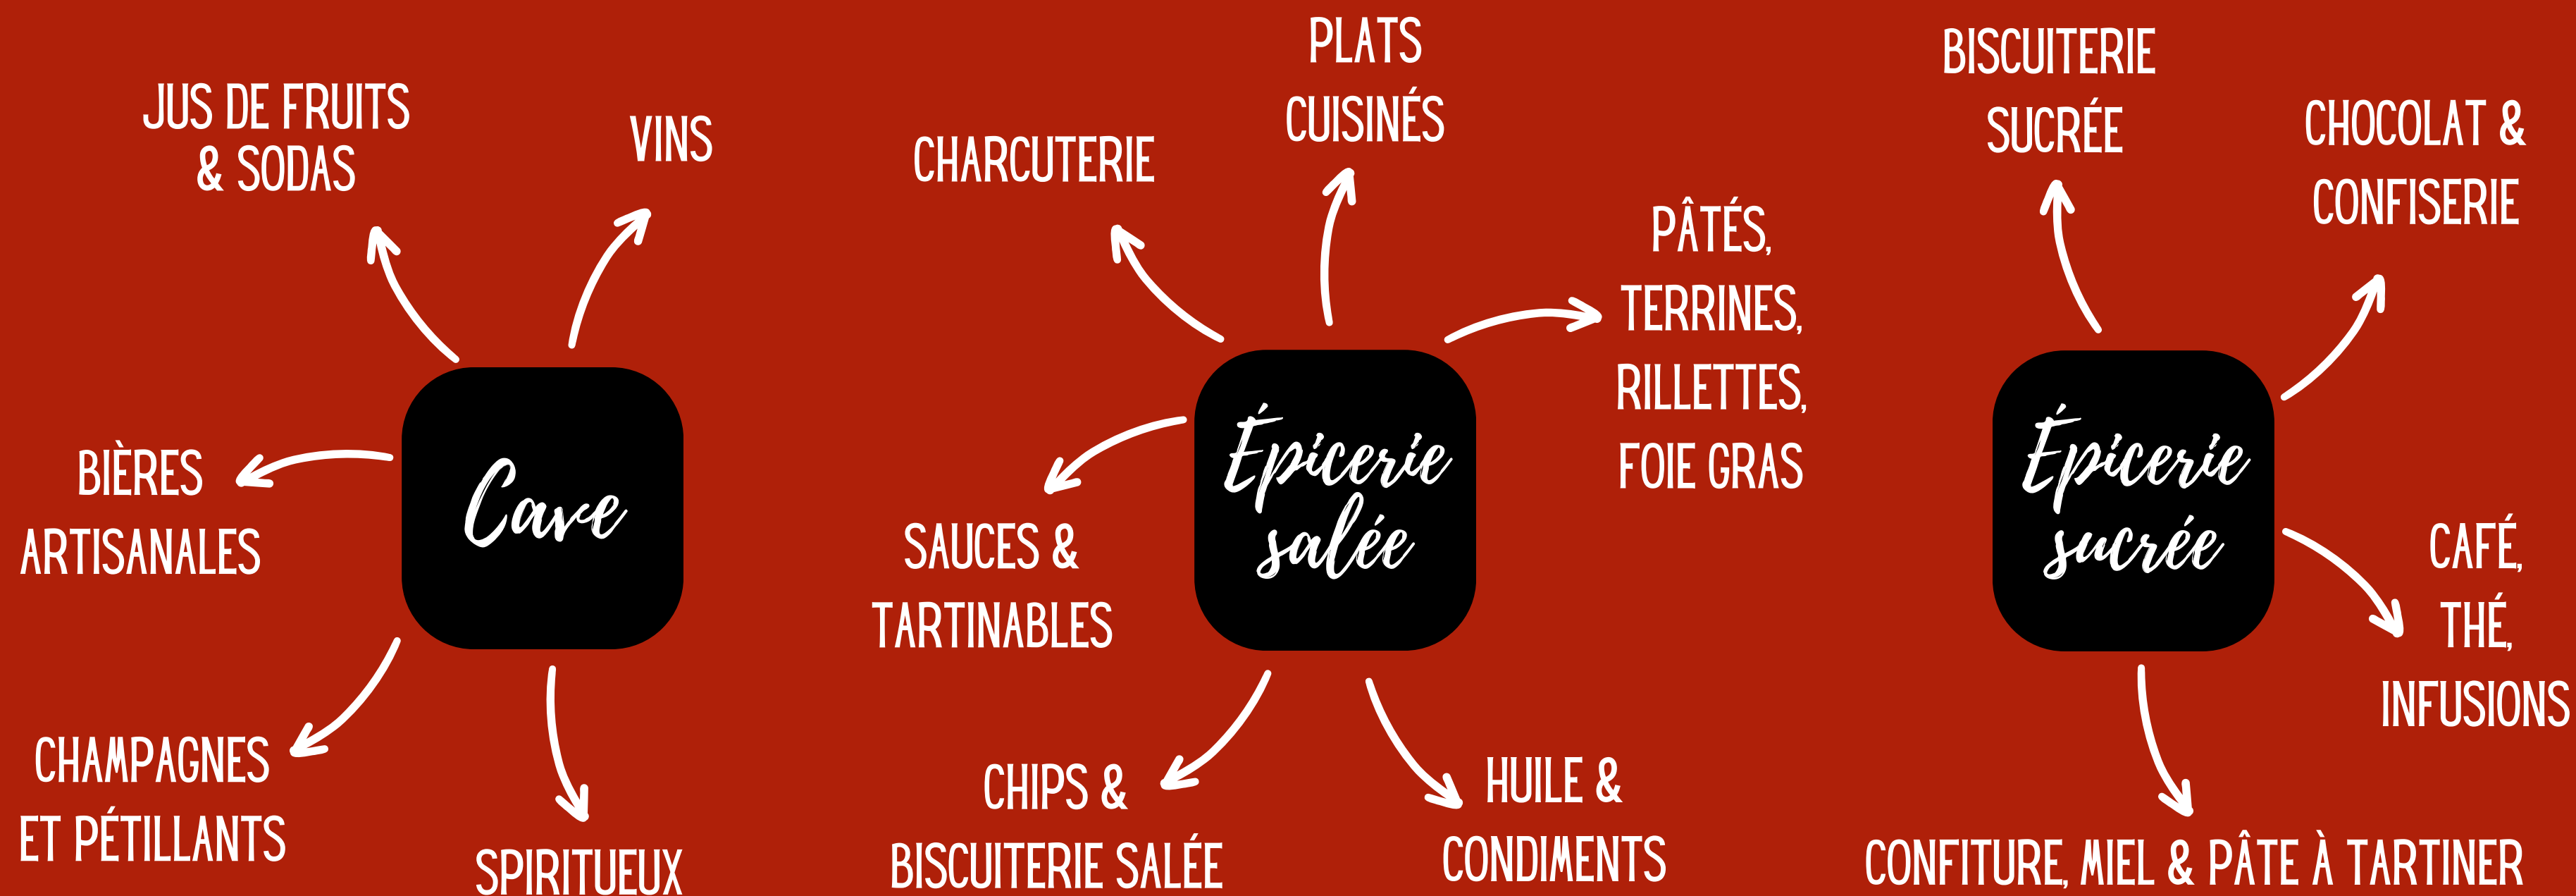 JUS DE FRUITS
& SODAS
VINS
BIÈRES
ARTISANALES
Cave
CHAMPAGNES
ET PÉTILLANTS
SPIRITUEUX
CHARCUTERIE
PLATS
CUISINÉS
PÂTÉS,
TERRINES,
RILLETTES,
FOIE GRAS
Épicerie
salée
SAUCES &
TARTINABLES
CHIPS &
BISCUITERIE SALÉE
HUILE &
CONDIMENTS
BISCUITERIE
SUCRÉE
CHOCOLAT &
CONFISERIE
Épicerie
sucrée
CAFÉ,
THÉ,
INFUSIONS
CONFITURE, MIEL & PÂTE À TARTINER